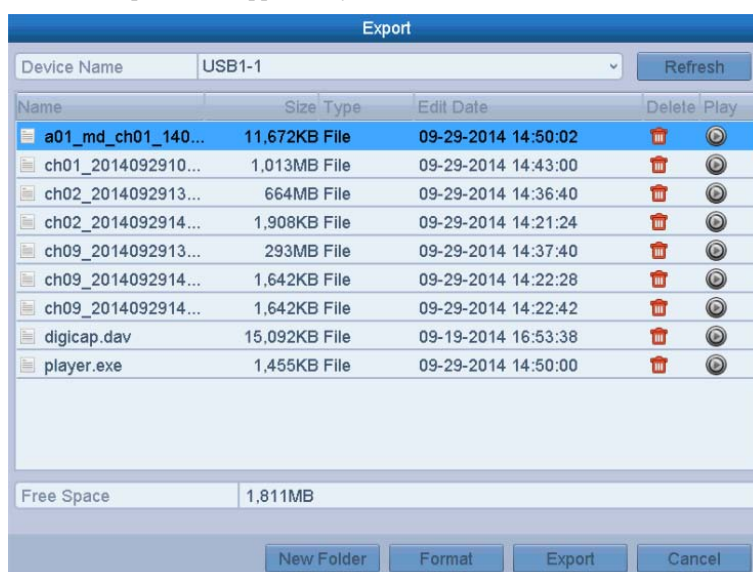 Export
Device Name USB1-1 Refresh
Name Size Type Edit Date Delete Play
a01_md_ch01_140... 11,672KB File 09-29-2014 14:50:02
ch01_2014092910... 1,013MB File 09-29-2014 14:43:00
ch02_2014092913... 664MB File 09-29-2014 14:36:40
ch02_2014092914... 1,908KB File 09-29-2014 14:21:24
ch09_2014092913... 293MB File 09-29-2014 14:37:40
ch09_2014092914... 1,642KB File 09-29-2014 14:22:28
ch09_2014092914... 1,642KB File 09-29-2014 14:22:42
digicap.dav 15,092KB File 09-19-2014 16:53:38
player.exe 1,455KB File 09-29-2014 14:50:00
Free Space 1,811MB
New Folder Format Export Cancel